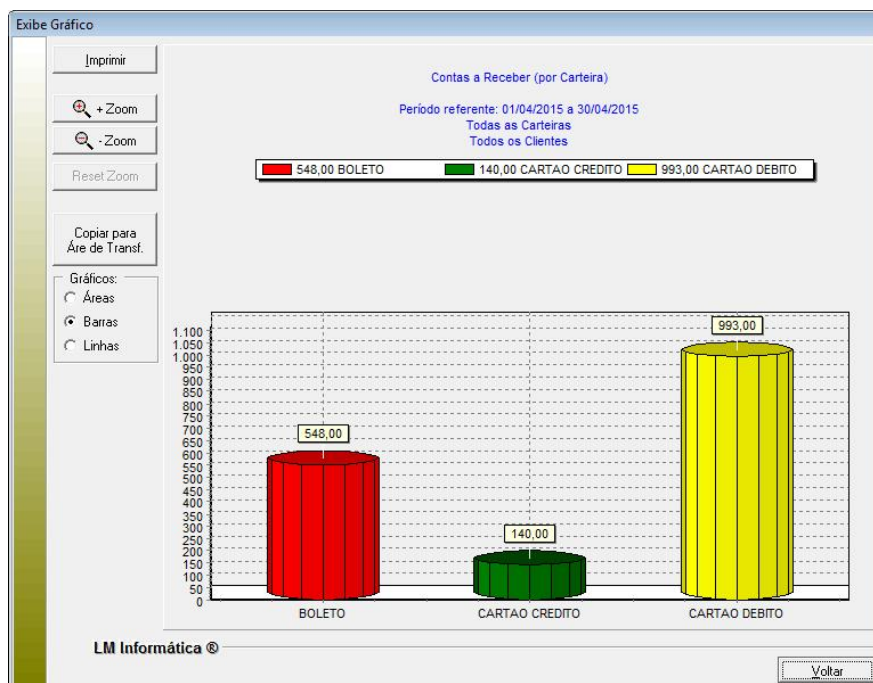 Exibe Gráfico
Imprimir
+ Zoom
- Zoom
Reset Zoom
Copiar para
Áre de Transf.
Gráficos:
Áreas
Barras
Linhas
Contas a Receber (por Carteira)
Período referente: 01/04/2015 a 30/04/2015
Todas as Carteiras
Todos os Clientes
548,00 BOLETO 140,00 CARTAO CREDITO 993,00 CARTAO DEBITO
1.100
1.050
1.000
950
900
850
800
750
700
650
600
550
500
450
400
350
300
250
200
150
100
50
0
548,00
140,00
993,00
BOLETO CARTAO CREDITO CARTAO DEBITO
LM Informática ®
Voltar